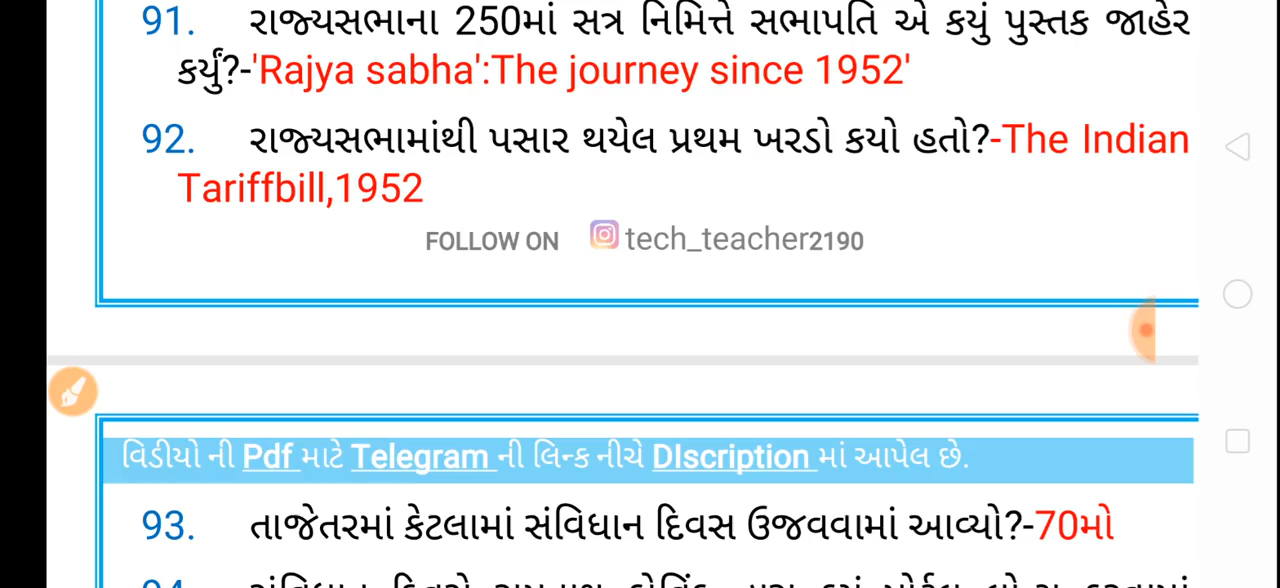 91. રાજ્યસભાના 250માં સત્ર નિમિત્તે સભાપતિ એ કયું પુસ્તક જાહેર
કર્યું?-'Rajya sabha':The journey since 1952'
92. રાજ્યસભામાંથી પસાર થયેલ પ્રથમ ખરડો કયો હતો?-The Indian
Tariffbill,1952
FOLLOW ON tech_teacher2190
વિડીયો ની Pdf માટે Telegram ની લિન્ક નીચે DIscription માં આપેલ છે.
93. તાજેતરમાં કેટલામાં સંવિધાન દિવસ ઉજવવામાં આવ્યો?-70મો
94. સંવિધાન દિવસે